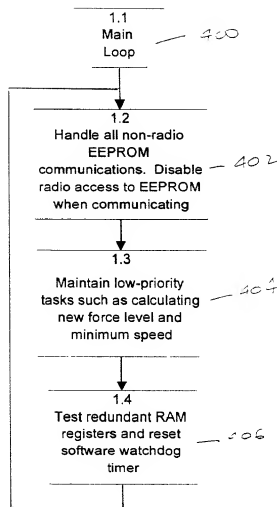 1.1
Main
Loop
400
1.2
Handle all non-radio
EEPROM
communications. Disable
radio access to EEPROM
when communicating
402
1.3
Maintain low-priority
tasks such as calculating
new force level and
minimum speed
404
1.4
Test redundant RAM
registers and reset
software watchdog
timer
406